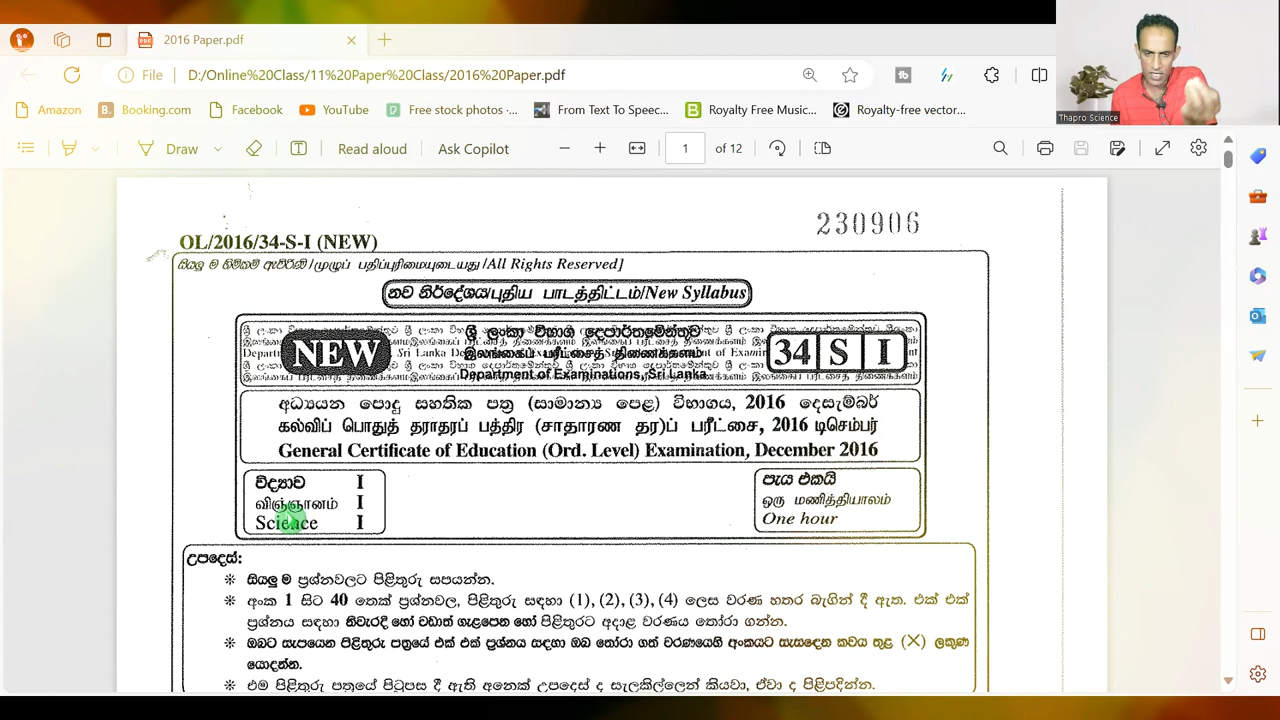 2016 Paper.pdf
File D:/Online%20Class/11%20Paper%20Class/2016%20Paper.pdf
Amazon Booking.com Facebook YouTube Free stock photos ·... From Text To Speec... Royalty Free Music... Royalty-free vector...
Thapro Science
Draw Read aloud Ask Copilot 1 of 12
230906
OL/2016/34-S-I (NEW)
සියලු ම හිමිකම් ඇවිරිණි/முழுப் பதிப்புரிமையுடையது/All Rights Reserved]
නව නිර්දේශය/புதிய பாடத்திட்டம்/New Syllabus
NEW
ශ්‍රී ලංකා විභාග දෙපාර්තමේන්තුව
இலங்கைப் பரீட்சைத் திணைக்களம்
Department of Examinations, Sri Lanka
34 S I
අධ්‍යයන පොදු සහතික පත්‍ර (සාමාන්‍ය පෙළ) විභාගය, 2016 දෙසැම්බර්
கல்விப் பொதுத் தராதரப் பத்திர (சாதாரண தர)ப் பரீட்சை, 2016 டிசெம்பர்
General Certificate of Education (Ord. Level) Examination, December 2016
විද්‍යාව I
விஞ்ஞானம் I
Science I
පැය එකයි
ஒரு மணித்தியாலம்
One hour
උපදෙස්:
※ සියලු ම ප්‍රශ්නවලට පිළිතුරු සපයන්න.
※ අංක 1 සිට 40 තෙක් ප්‍රශ්නවල, පිළිතුරු සඳහා (1), (2), (3), (4) ලෙස වරණ හතර බැගින් දී ඇත. එක් එක්
ප්‍රශ්නය සඳහා නිවැරදි හෝ වඩාත් ගැළපෙන හෝ පිළිතුරට අදාළ වරණය තෝරා ගන්න.
※ ඔබට සැපයෙන පිළිතුරු පත්‍රයේ එක් එක් ප්‍රශ්නය සඳහා ඔබ තෝරා ගත් වරණයෙහි අංකයට සැසඳෙන කවය තුළ (X) ලකුණ
යොදන්න.
※ එම පිළිතුරු පත්‍රයේ පිටුපස දී ඇති අනෙක් උපදෙස් ද සැලකිල්ලෙන් කියවා, ඒවා ද පිළිපදින්න.